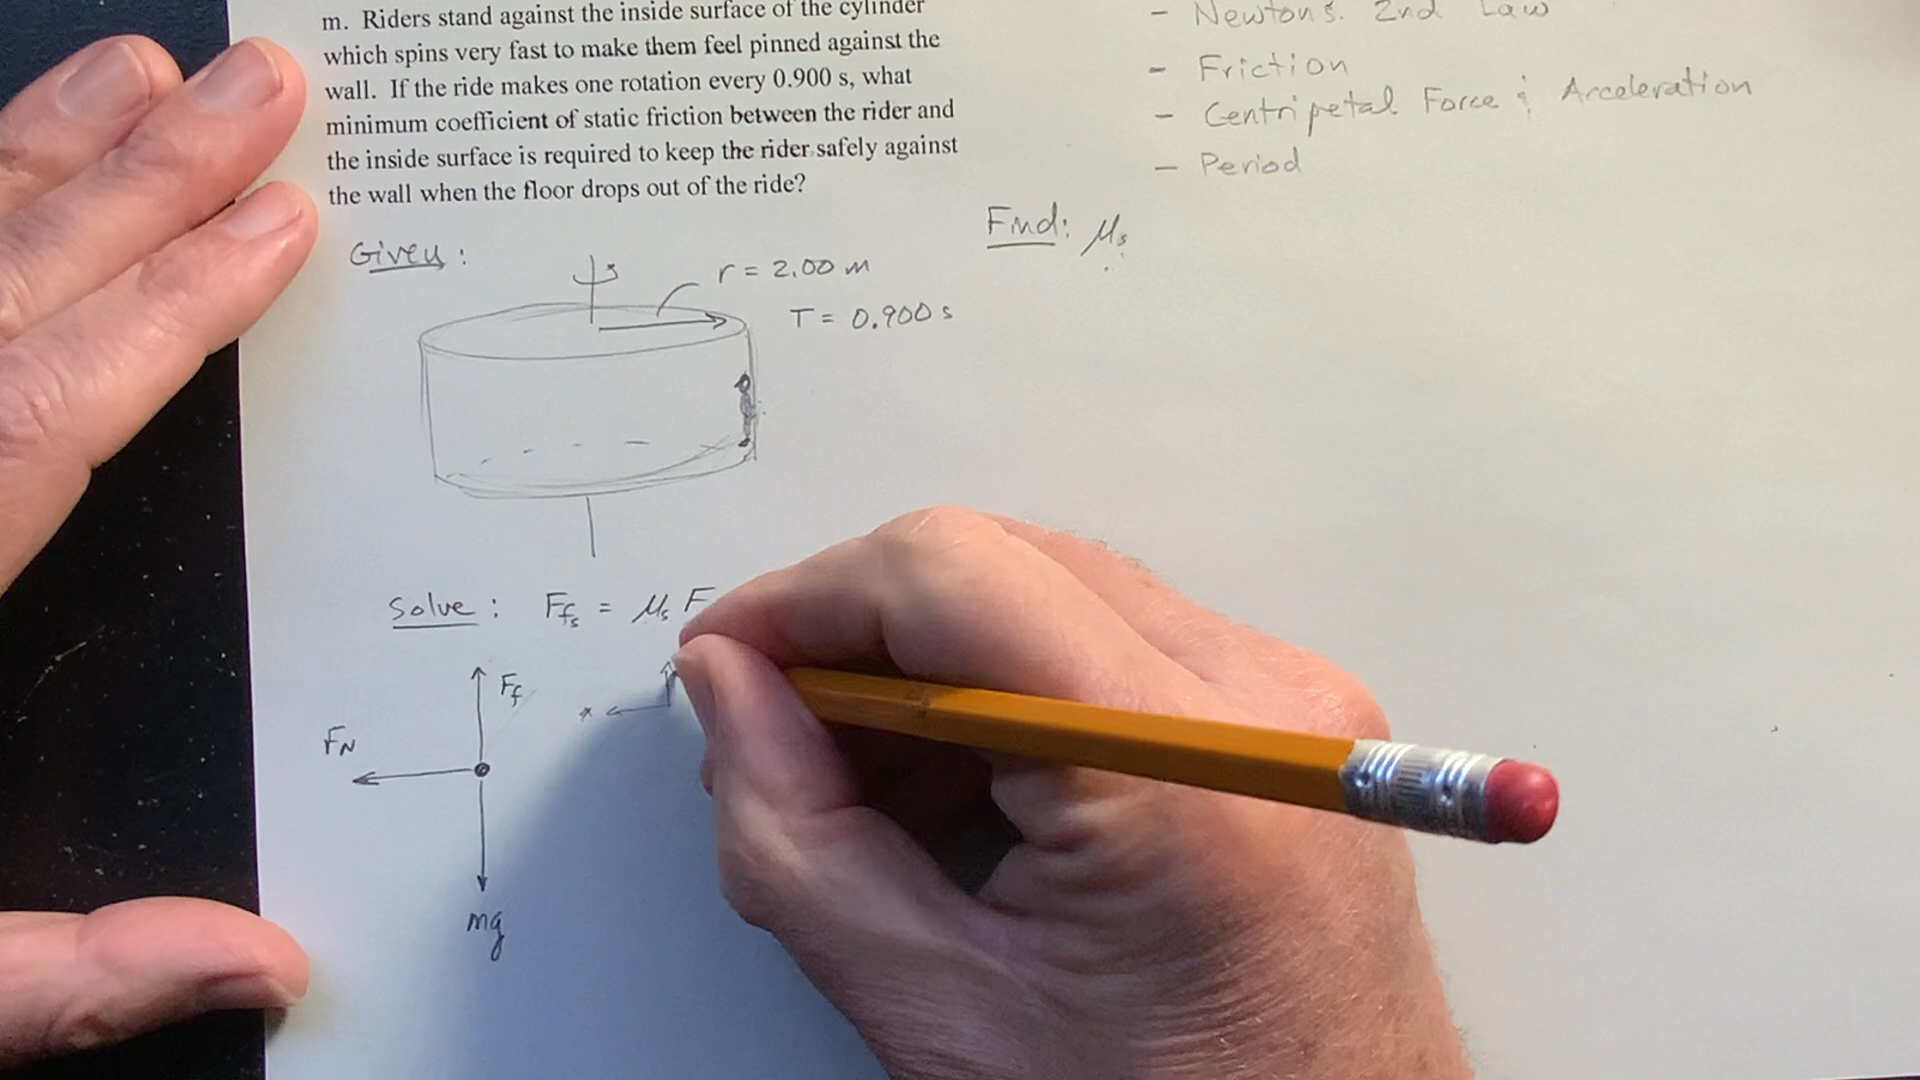 m. Riders stand against the inside surface of the cylinder
which spins very fast to make them feel pinned against the
wall. If the ride makes one rotation every 0.900 s, what
minimum coefficient of static friction between the rider and
the inside surface is required to keep the rider safely against
the wall when the floor drops out of the ride?
- Newton's 2nd Law
- Friction
- Centripetal Force & Acceleration
- Period
Find: μs
Given:
r = 2.00 m
T = 0.900 s
Solve: Ffs = μs F
Ff
x
FN
mg